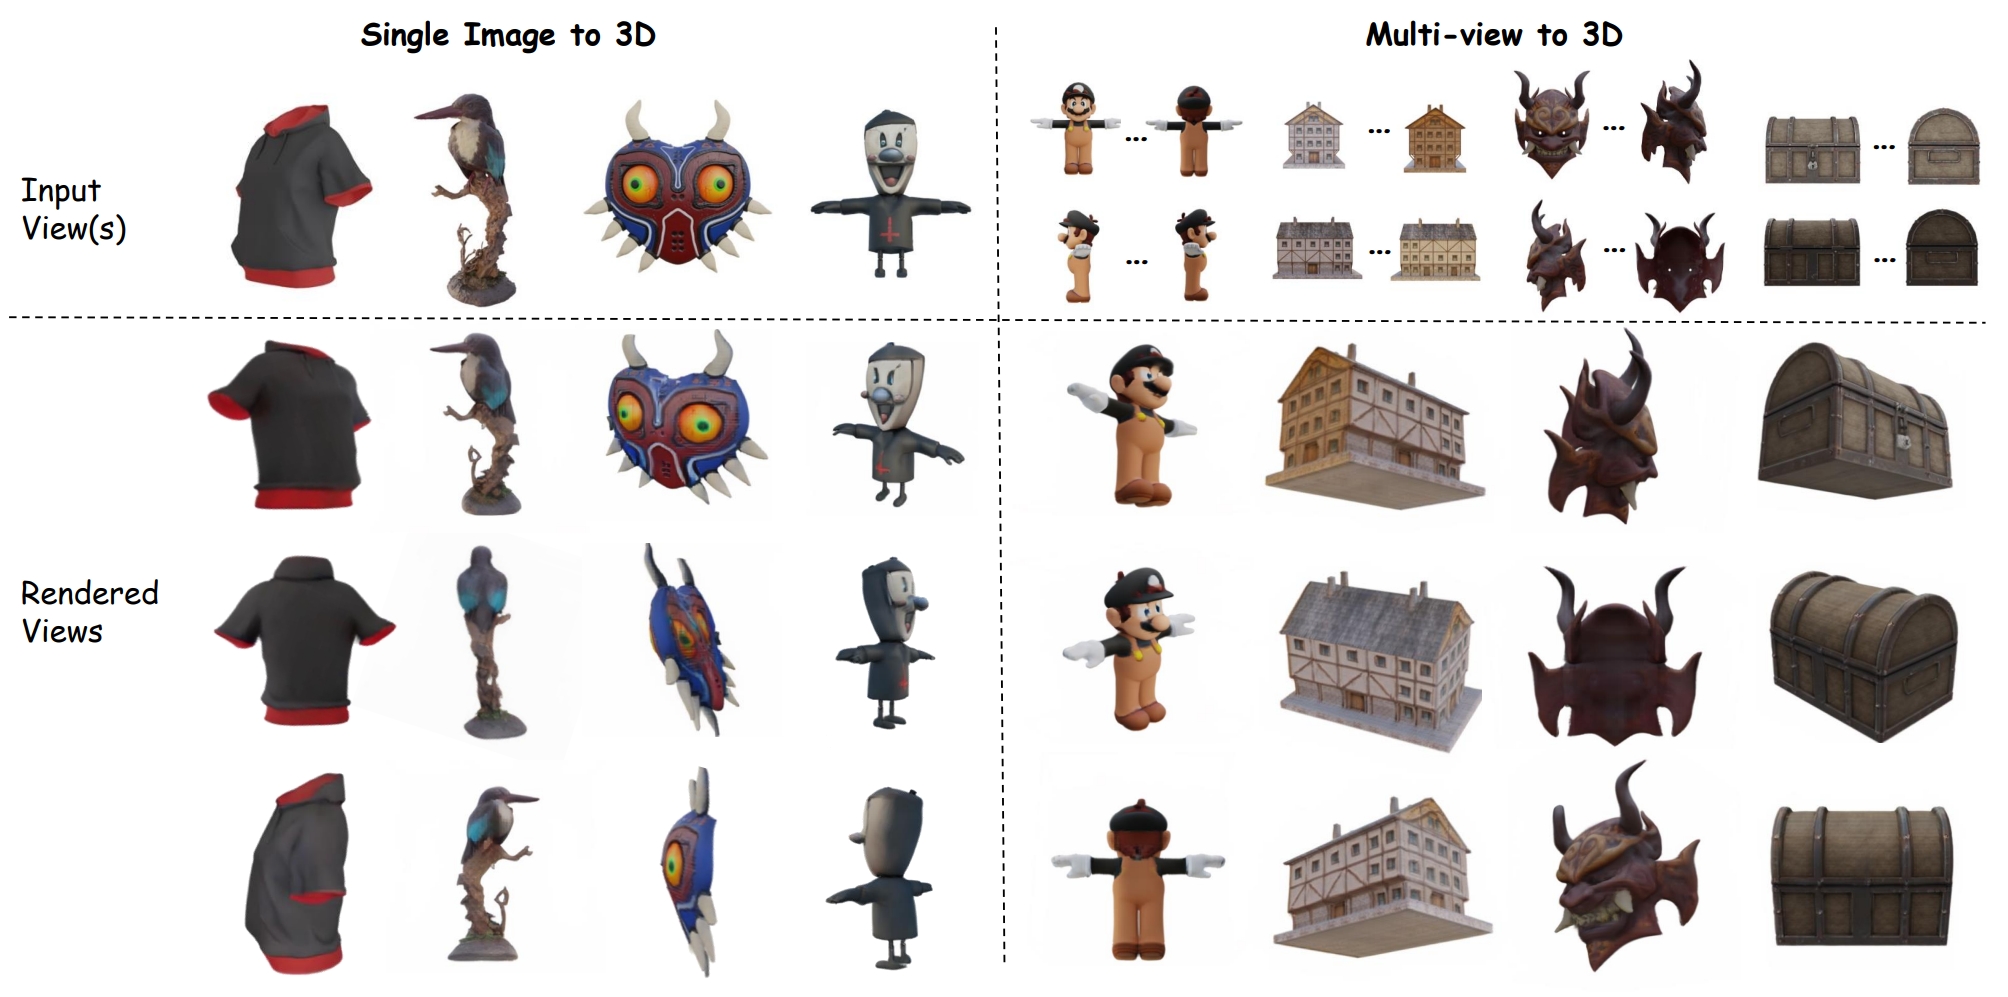 Single Image to 3D
Multi-view to 3D
Input
View(s)
...
...
...
...
...
...
...
...
Rendered
Views